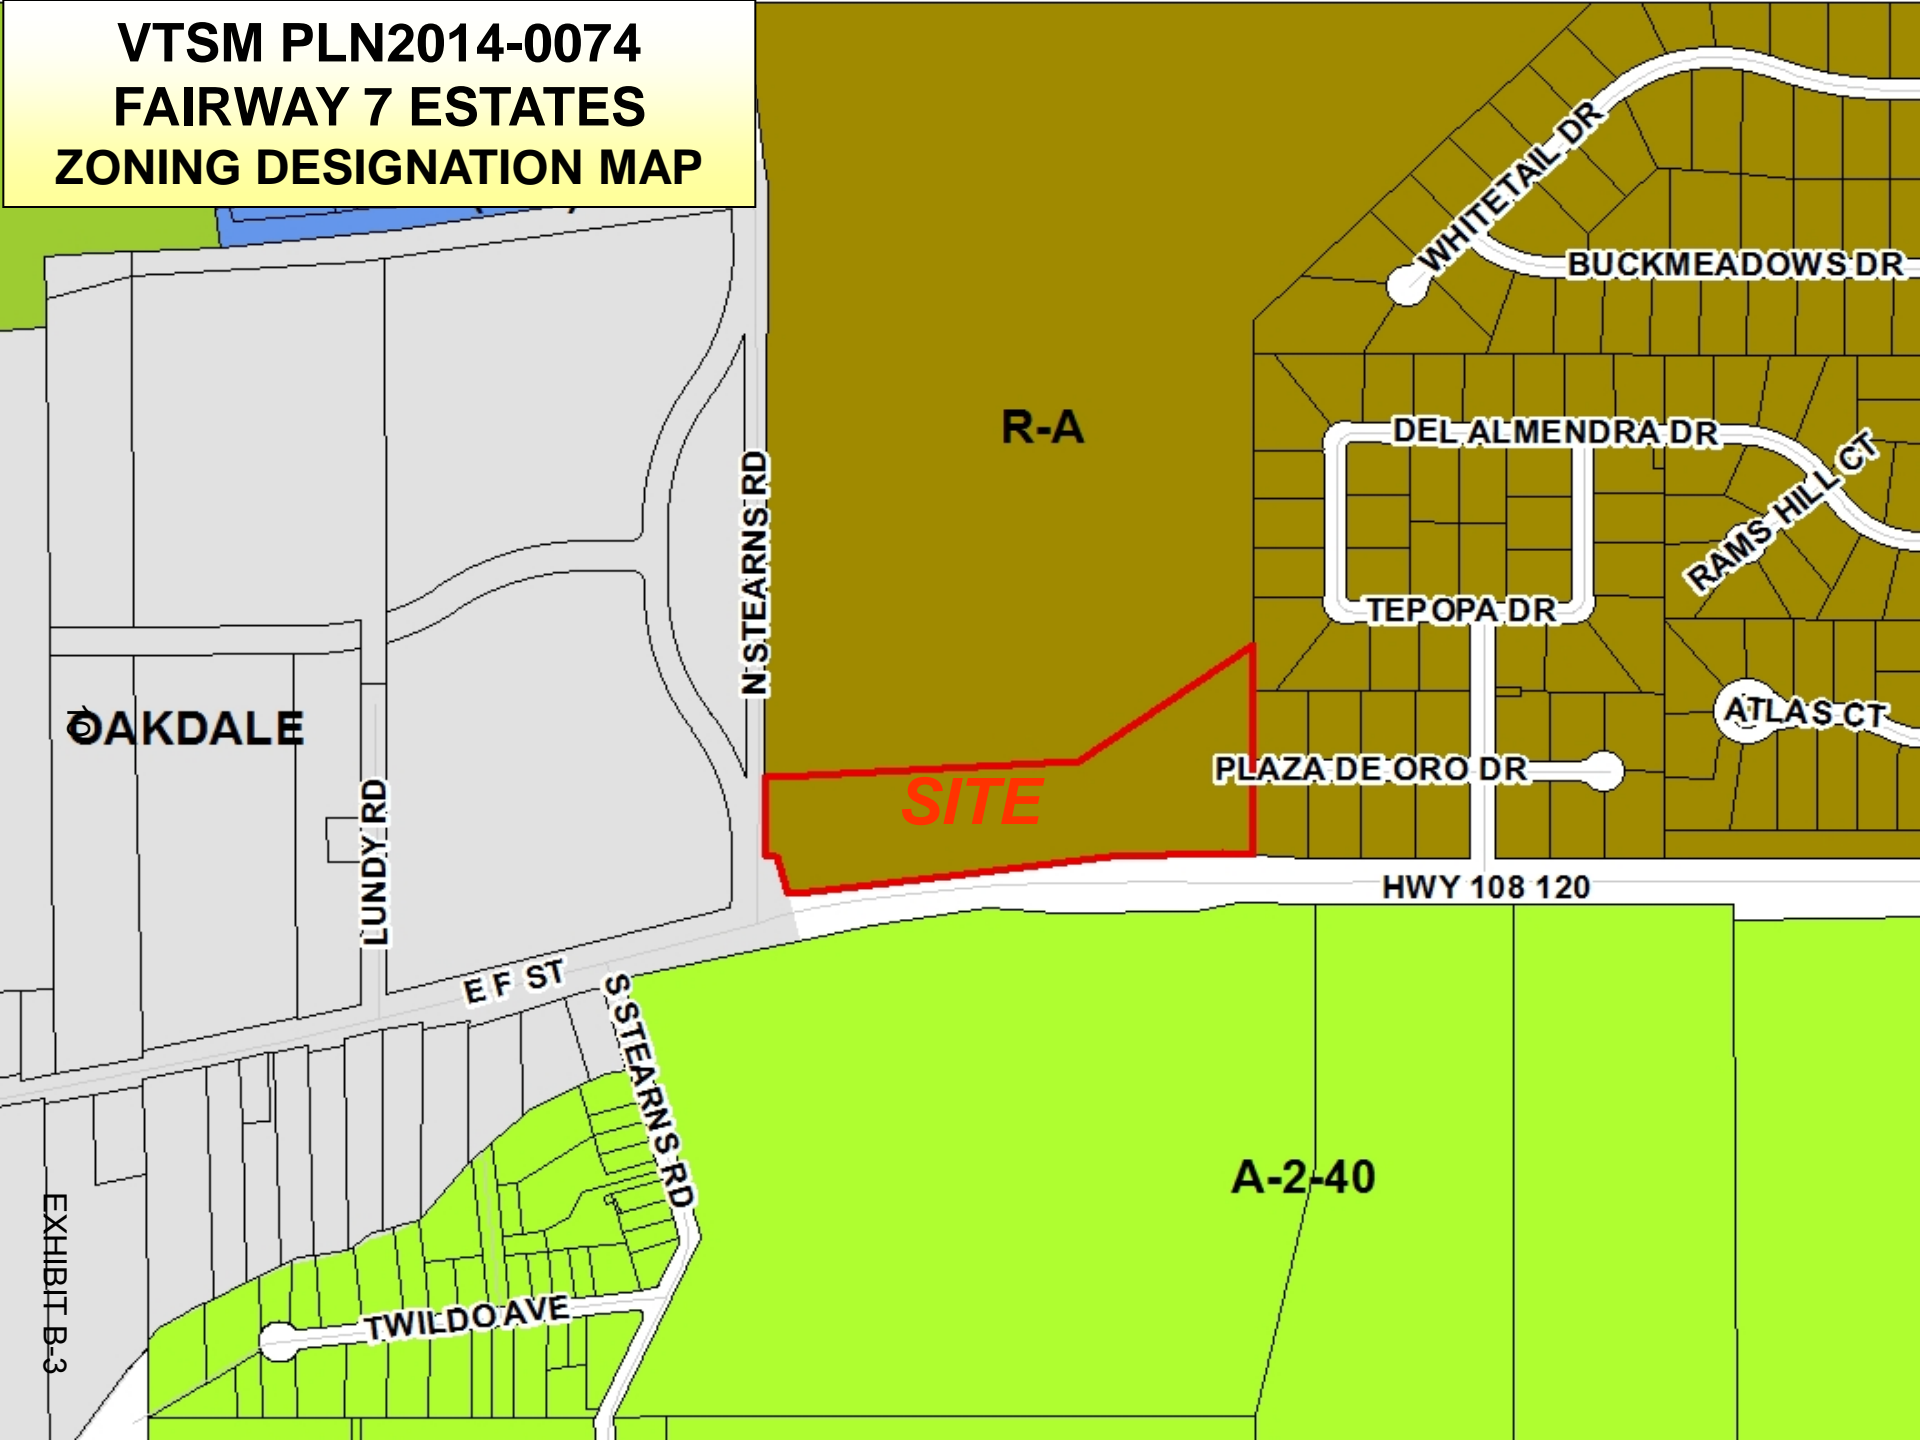 VTSM PLN2014-0074
FAIRWAY 7 ESTATES
ZONING DESIGNATION MAP
WHITETAIL DR
BUCKMEADOWS DR
R-A
DEL ALMENDRA DR
RAMS HILL CT
N STEARNS RD
TEPOPA DR
OAKDALE
ATLAS CT
PLAZA DE ORO DR
SITE
LUNDY RD
HWY 108 120
E F ST
S STEARNS RD
A-2-40
EXHIBIT B-3
TWILDO AVE